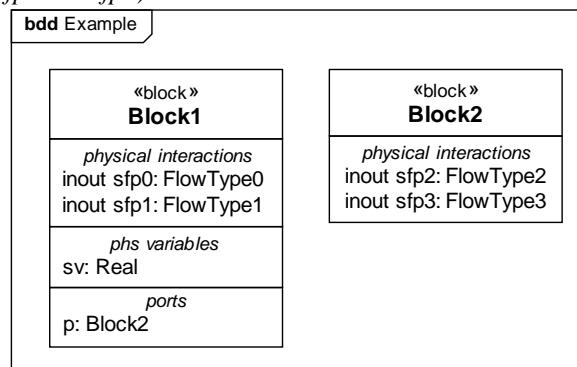 bdd Example
«block»
Block1
physical interactions
inout sfp0: FlowType0
inout sfp1: FlowType1
phs variables
sv: Real
ports
p: Block2
«block»
Block2
physical interactions
inout sfp2: FlowType2
inout sfp3: FlowType3